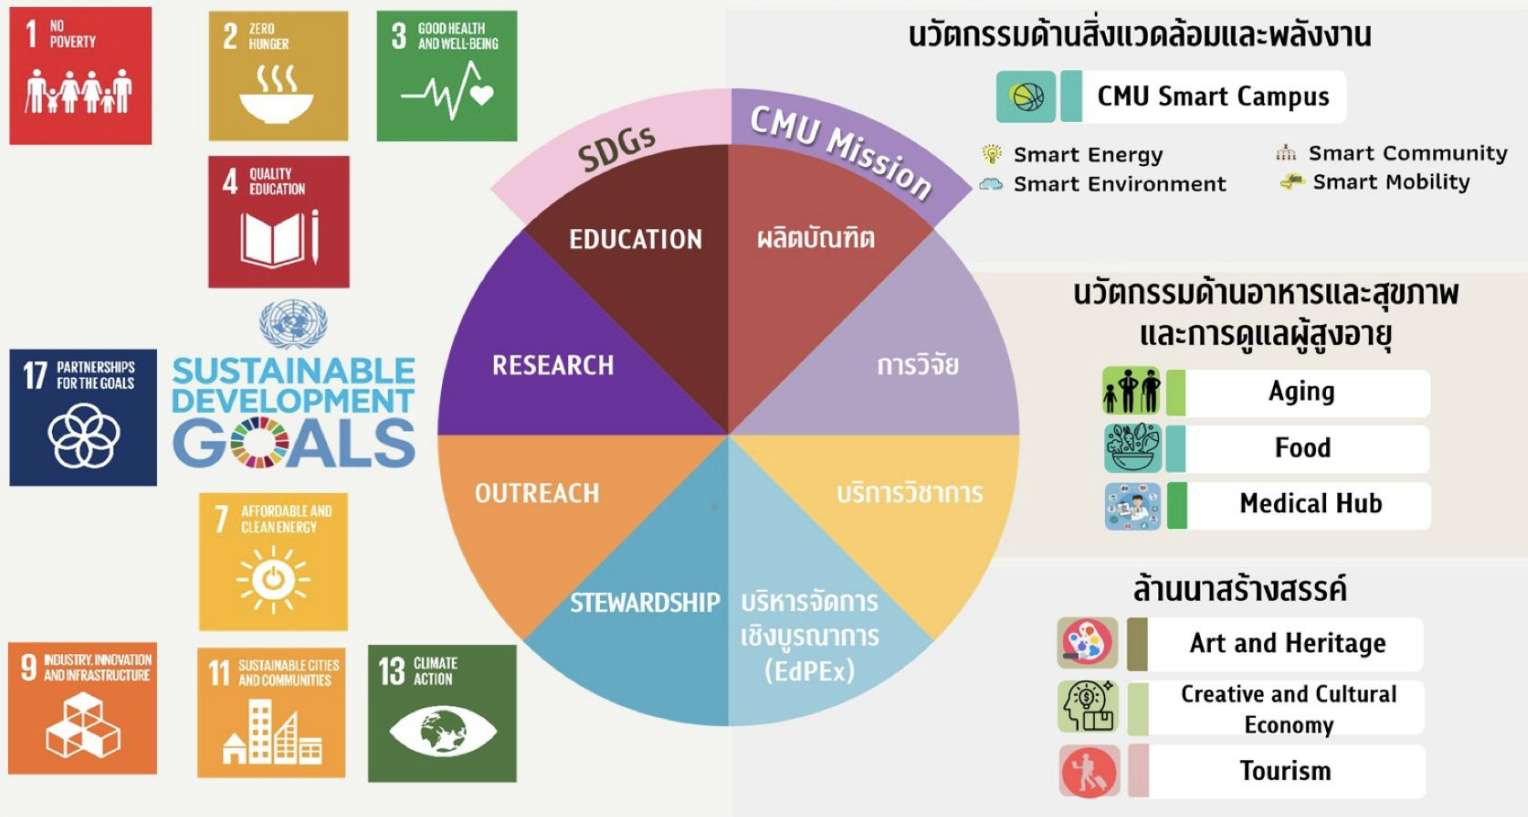 1 NO
POVERTY
2 ZERO
HUNGER
3 GOOD HEALTH
AND WELL-BEING
4 QUALITY
EDUCATION
17 PARTNERSHIPS
FOR THE GOALS
SUSTAINABLE
DEVELOPMENT
GOALS
7 AFFORDABLE AND
CLEAN ENERGY
9 INDUSTRY, INNOVATION
AND INFRASTRUCTURE
11 SUSTAINABLE CITIES
AND COMMUNITIES
13 CLIMATE
ACTION
SDGs
CMU Mission
EDUCATION
ผลิตบัณฑิต
RESEARCH
การวิจัย
OUTREACH
บริการวิชาการ
STEWARDSHIP
บริหารจัดการ
เชิงบูรณาการ
(EdPEx)
นวัตกรรมด้านสิ่งแวดล้อมและพลังงาน
CMU Smart Campus
Smart Energy
Smart Community
Smart Environment
Smart Mobility
นวัตกรรมด้านอาหารและสุขภาพ
และการดูแลผู้สูงอายุ
Aging
Food
Medical Hub
ล้านนาสร้างสรรค์
Art and Heritage
Creative and Cultural
Economy
Tourism